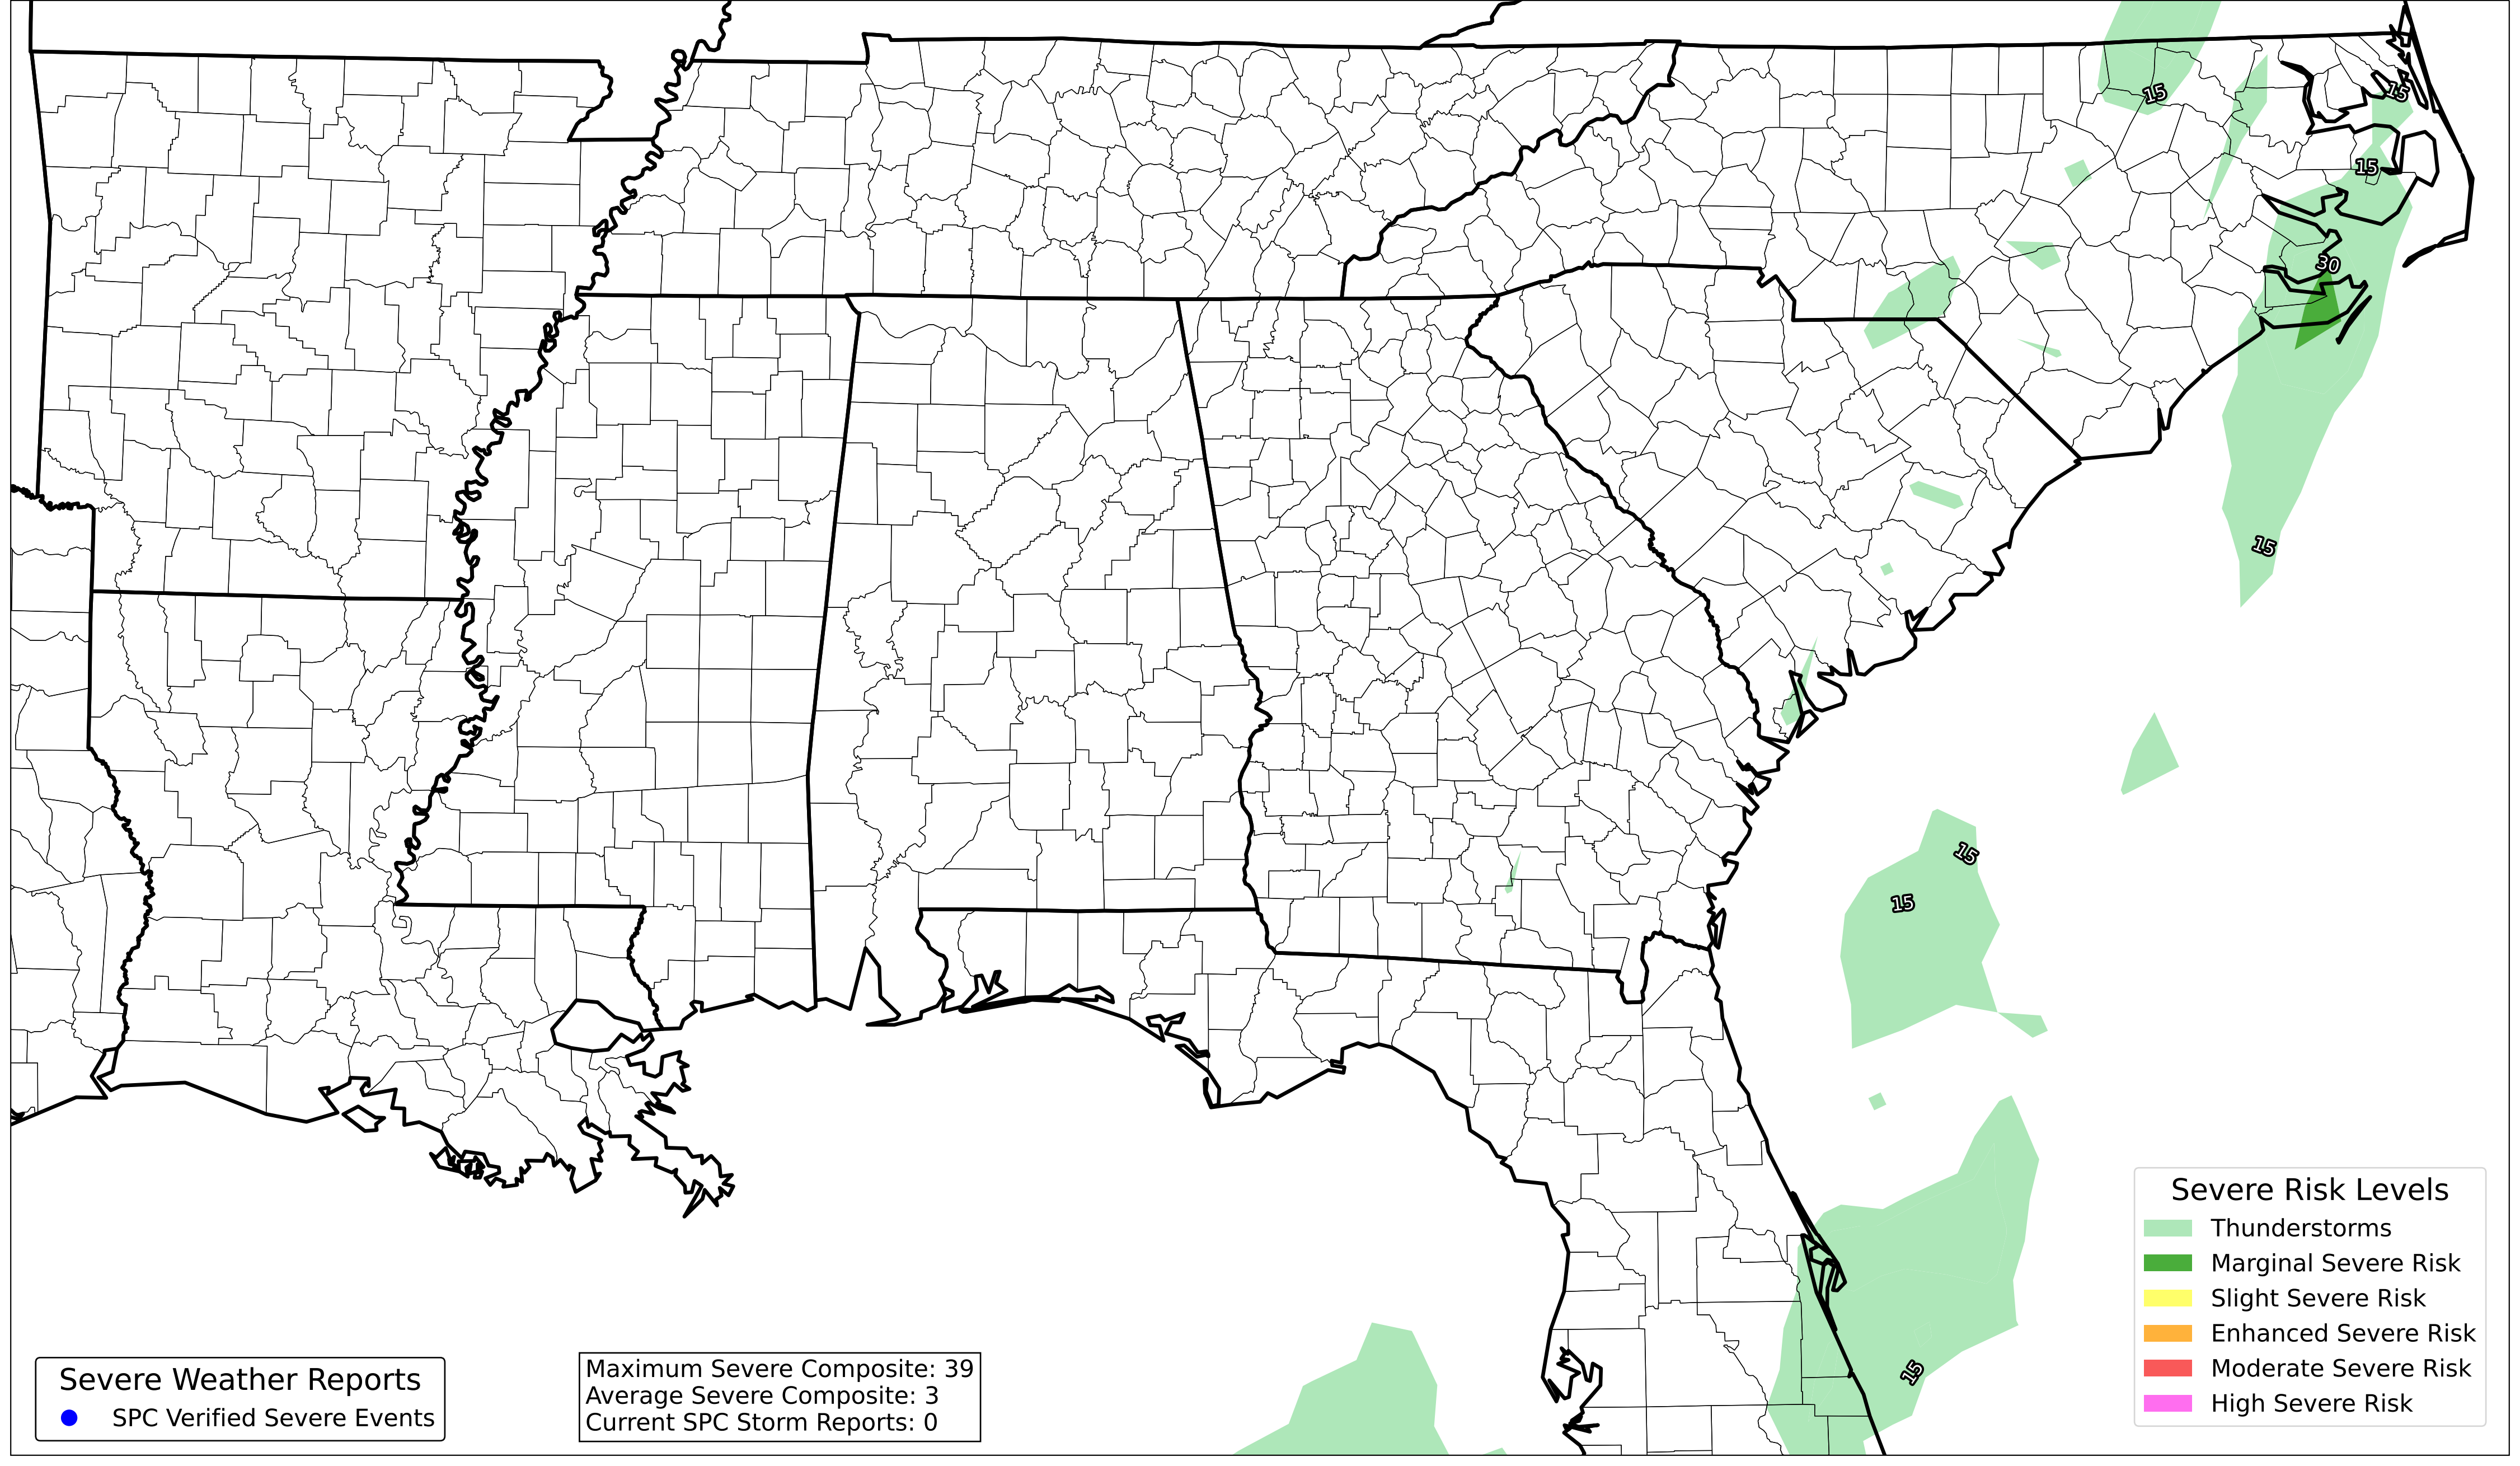 15
15
15
30
15
15
15
15
Severe Risk Levels
Thunderstorms
Marginal Severe Risk
Slight Severe Risk
Enhanced Severe Risk
Moderate Severe Risk
High Severe Risk
Severe Weather Reports
SPC Verified Severe Events
Maximum Severe Composite: 39
Average Severe Composite: 3
Current SPC Storm Reports: 0